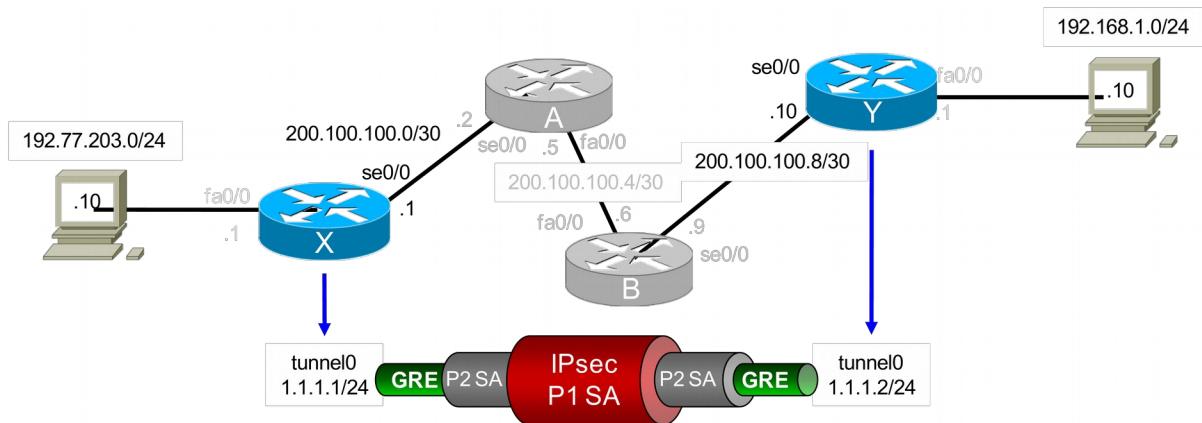 192.168.1.0/24
se0/0
fa0/0
.10
Y
.10
.1
A
.2
200.100.100.0/30
se0/0
.5
fa0/0
192.77.203.0/24
200.100.100.8/30
se0/0
200.100.100.4/30
.10
fa0/0
.1
.1
X
fa0/0
.6
.9
se0/0
B
tunnel0
1.1.1.1/24
GRE
P2 SA
IPsec
P1 SA
P2 SA
GRE
tunnel0
1.1.1.2/24